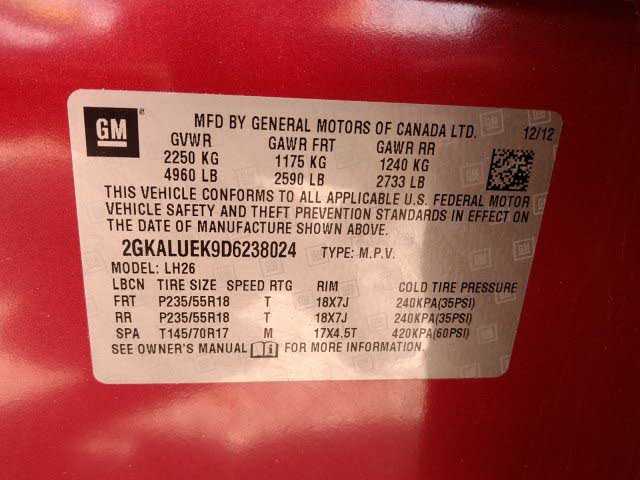 GM
MFD BY GENERAL MOTORS OF CANADA LTD. 12/12
GVWR GAWR FRT GAWR RR
2250 KG 1175 KG 1240 KG
4960 LB 2590 LB 2733 LB
THIS VEHICLE CONFORMS TO ALL APPLICABLE U.S. FEDERAL MOTOR
VEHICLE SAFETY AND THEFT PREVENTION STANDARDS IN EFFECT ON
THE DATE OF MANUFACTURE SHOWN ABOVE.
2GKALUEK9D6238024 TYPE: M.P.V.
MODEL: LH26
LBCN TIRE SIZE SPEED RTG RIM COLD TIRE PRESSURE
FRT P235/55R18 T 18X7J 240KPA(35PSI)
RR P235/55R18 T 18X7J 240KPA(35PSI)
SPA T145/70R17 M 17X4.5T 420KPA(60PSI)
SEE OWNER'S MANUAL FOR MORE INFORMATION.